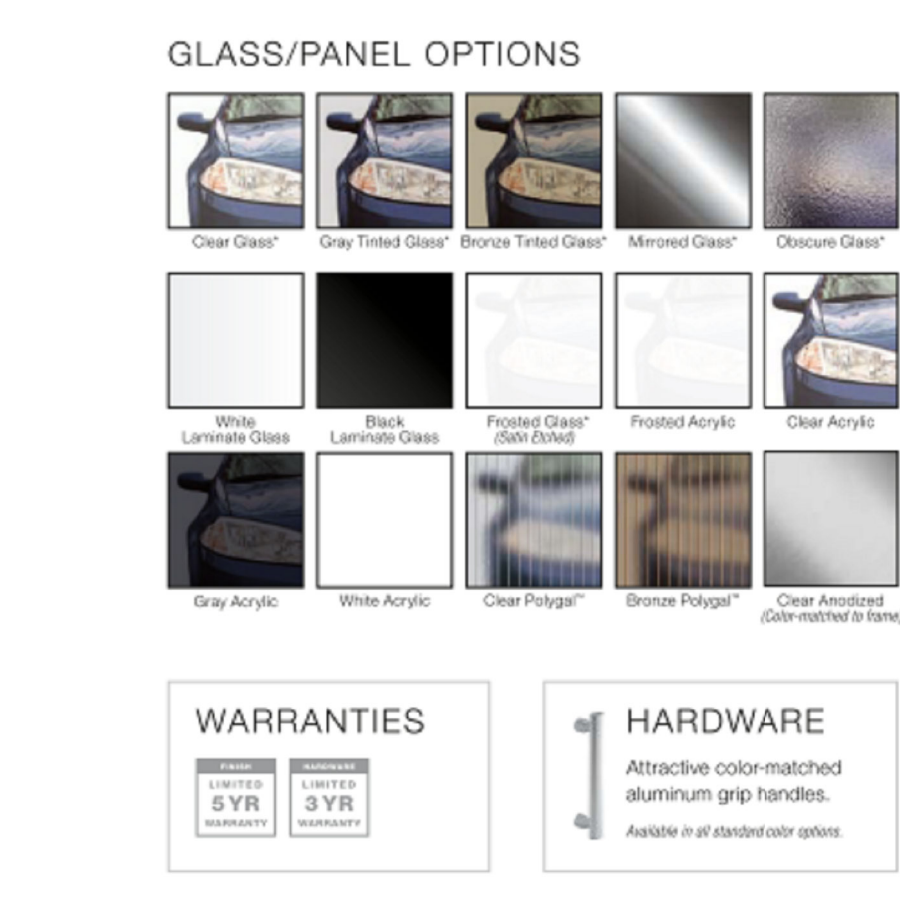 GLASS/PANEL OPTIONS
Clear Glass* Gray Tinted Glass* Bronze Tinted Glass* Mirrored Glass* Obscure Glass*
White Black Frosted Glass* Frosted Acrylic Clear Acrylic
Laminate Glass Laminate Glass (Satin Etched)
Gray Acrylic White Acrylic Clear Polygal™ Bronze Polygal™ Clear Anodized
(Color-matched to frame)
WARRANTIES
FINISH HARDWARE
LIMITED LIMITED
5 YR 3 YR
WARRANTY WARRANTY
HARDWARE
Attractive color-matched
aluminum grip handles.
Available in all standard color options.